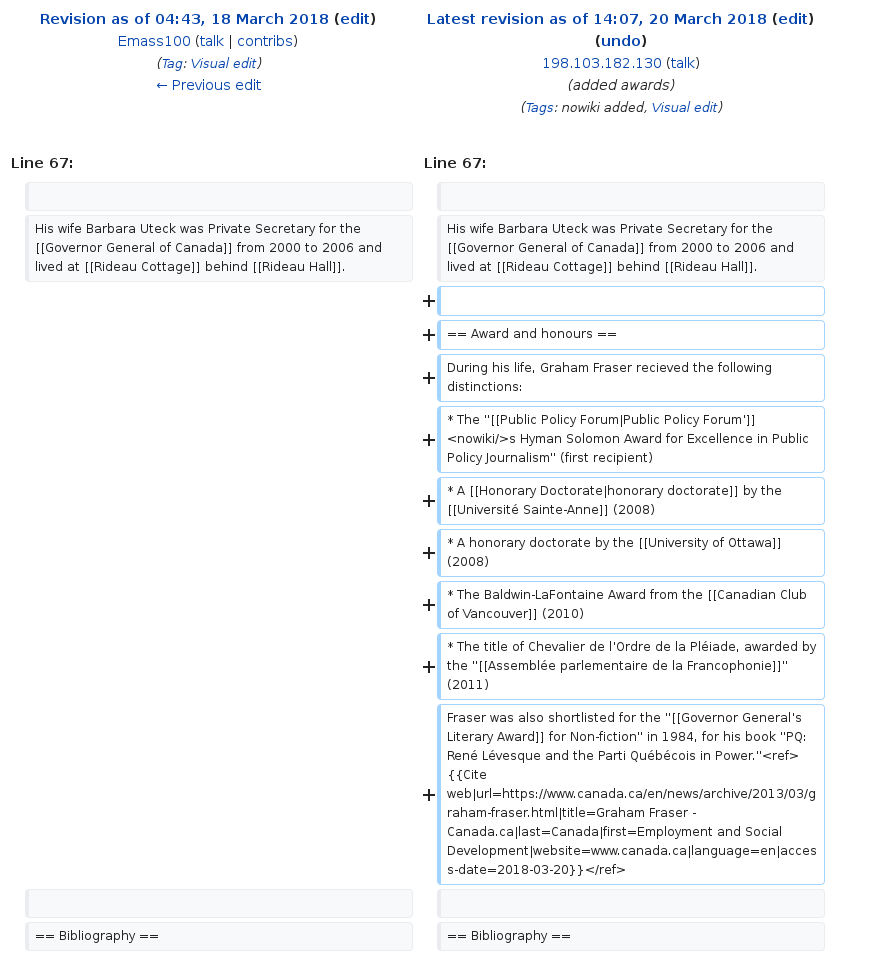 Revision as of 04:43, 18 March 2018 (edit)
Emass100 (talk | contribs)
(Tag: Visual edit)
← Previous edit
Latest revision as of 14:07, 20 March 2018 (edit)
(undo)
198.103.182.130 (talk)
(added awards)
(Tags: nowiki added, Visual edit)
Line 67:
Line 67:
His wife Barbara Uteck was Private Secretary for the
[[Governor General of Canada]] from 2000 to 2006 and
lived at [[Rideau Cottage]] behind [[Rideau Hall]].
His wife Barbara Uteck was Private Secretary for the
[[Governor General of Canada]] from 2000 to 2006 and
lived at [[Rideau Cottage]] behind [[Rideau Hall]].
+
+ == Award and honours ==
+ During his life, Graham Fraser recieved the following
distinctions:
+ * The ''[[Public Policy Forum|Public Policy Forum']]
<nowiki/>s Hyman Solomon Award for Excellence in Public
Policy Journalism'' (first recipient)
+ * A [[Honorary Doctorate|honorary doctorate]] by the
[[Université Sainte-Anne]] (2008)
+ * A honorary doctorate by the [[University of Ottawa]]
(2008)
+ * The Baldwin-LaFontaine Award from the [[Canadian Club
of Vancouver]] (2010)
+ * The title of Chevalier de l'Ordre de la Pléiade, awarded by
the ''[[Assemblée parlementaire de la Francophonie]]''
(2011)
+ Fraser was also shortlisted for the ''[[Governor General's
Literary Award]] for Non-fiction'' in 1984, for his book ''PQ:
René Lévesque and the Parti Québécois in Power.''<ref>
{{Cite
web|url=https://www.canada.ca/en/news/archive/2013/03/g
raham-fraser.html|title=Graham Fraser -
Canada.ca|last=Canada|first=Employment and Social
Development|website=www.canada.ca|language=en|acces
s-date=2018-03-20}}</ref>
== Bibliography ==
== Bibliography ==